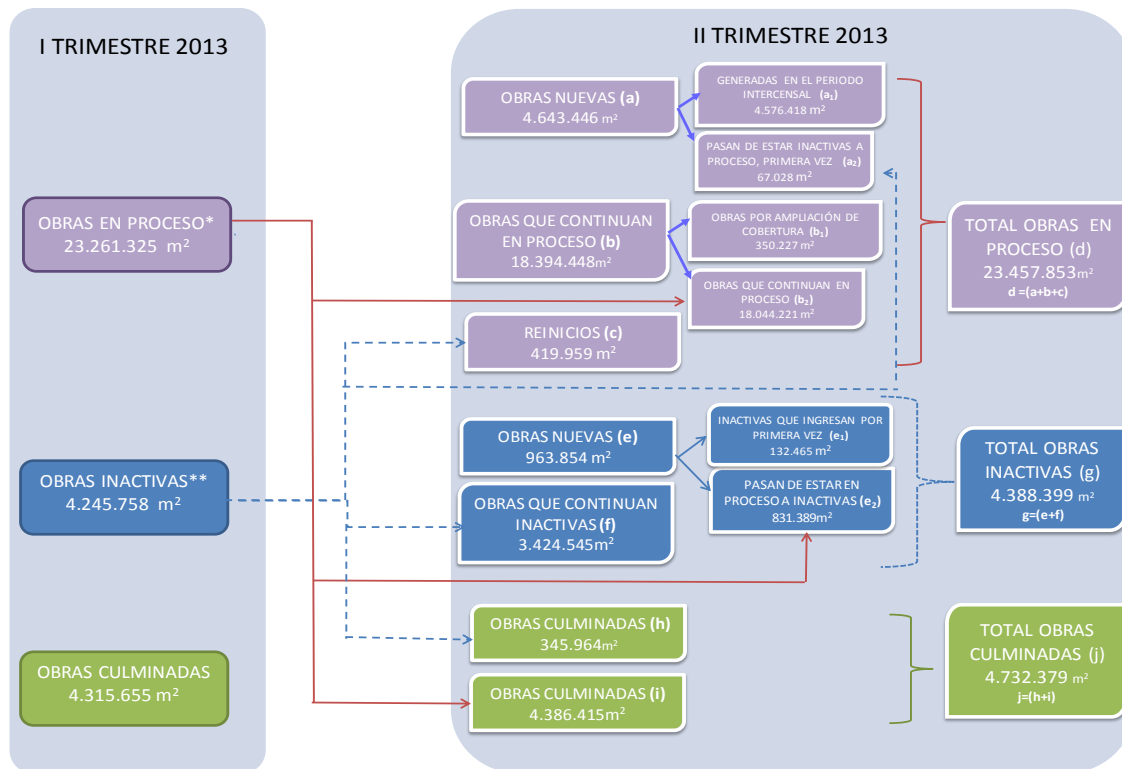 I TRIMESTRE 2013
OBRAS EN PROCESO*
23.261.325 m²
OBRAS INACTIVAS**
4.245.758 m²
OBRAS CULMINADAS
4.315.655 m²
II TRIMESTRE 2013
OBRAS NUEVAS (a)
4.643.446 m²
GENERADAS EN EL PERIODO
INTERCENSAL (a₁)
4.576.418 m²
PASAN DE ESTAR INACTIVAS A
PROCESO, PRIMERA VEZ (a₂)
67.028 m²
OBRAS QUE CONTINUAN
EN PROCESO (b)
18.394.448m²
OBRAS POR AMPLIACIÓN DE
COBERTURA (b₁)
350.227 m²
OBRAS QUE CONTINUAN EN
PROCESO (b₂)
18.044.221 m²
REINICIOS (c)
419.959 m²
TOTAL OBRAS EN
PROCESO (d)
23.457.853m²
d =(a+b+c)
OBRAS NUEVAS (e)
963.854 m²
INACTIVAS QUE INGRESAN POR
PRIMERA VEZ (e₁)
132.465 m²
PASAN DE ESTAR EN
PROCESO A INACTIVAS (e₂)
831.389m²
OBRAS QUE CONTINUAN
INACTIVAS (f)
3.424.545m²
TOTAL OBRAS
INACTIVAS (g)
4.388.399 m²
g=(e+f)
OBRAS CULMINADAS (h)
345.964m²
OBRAS CULMINADAS (i)
4.386.415m²
TOTAL OBRAS
CULMINADAS (j)
4.732.379 m²
j=(h+i)